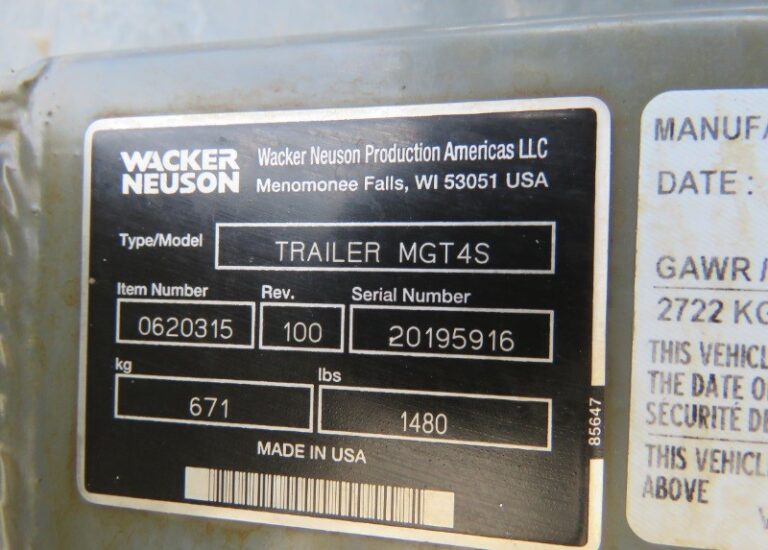 WACKER
NEUSON
Wacker Neuson Production Americas LLC
Menomonee Falls, WI 53051 USA
Type/Model
TRAILER MGT4S
Item Number Rev. Serial Number
0620315 100 20195916
kg lbs
671 1480
MADE IN USA
85647
MANUFA
DATE :
GAWR /
2722 KG
THIS VEHICL
THE DATE O
SÉCURITÉ D
THIS VEHICL
ABOVE